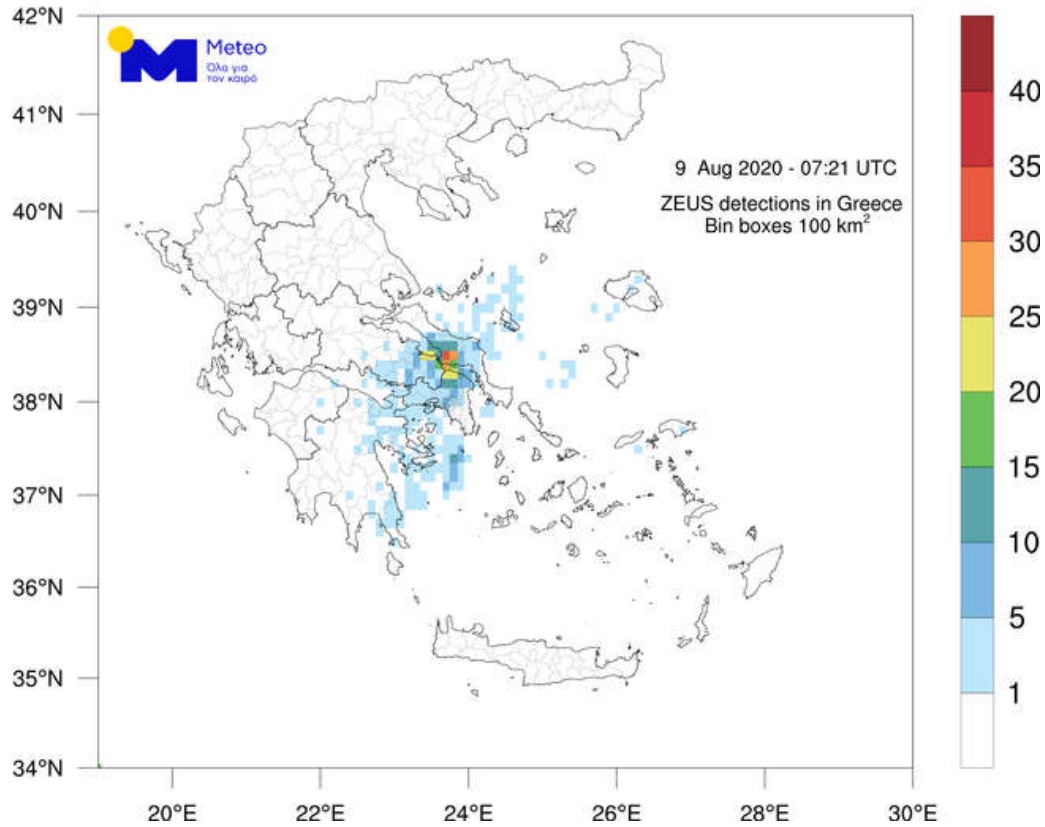 42°N
41°N
40°N
39°N
38°N
37°N
36°N
35°N
34°N
20°E
22°E
24°E
26°E
28°E
30°E
M Meteo
Όλα για
τον καιρό
9 Aug 2020 - 07:21 UTC
ZEUS detections in Greece
Bin boxes 100 km²
40
35
30
25
20
15
10
5
1